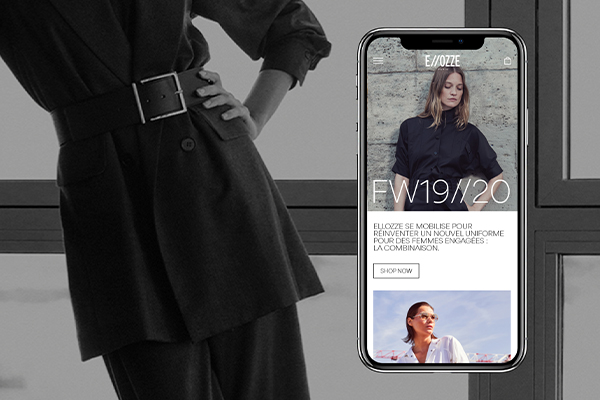 E//OZZE
FW19//20
ELLOZZE SE MOBILISE POUR
RÉINVENTER UN NOUVEL UNIFORME
POUR DES FEMMES ENGAGÉES :
LA COMBINAISON.
SHOP NOW